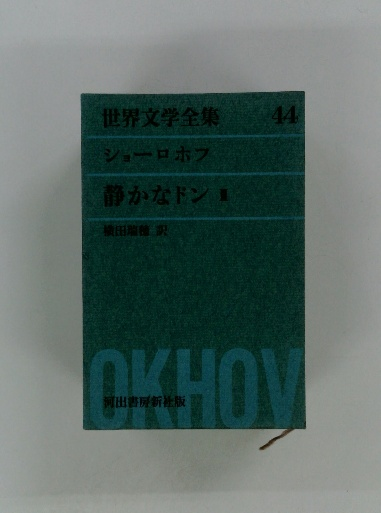 世界文学全集 44
ショーロホフ
静かなドン II
横田瑞穂 訳
OKHOV
河出書房新社版